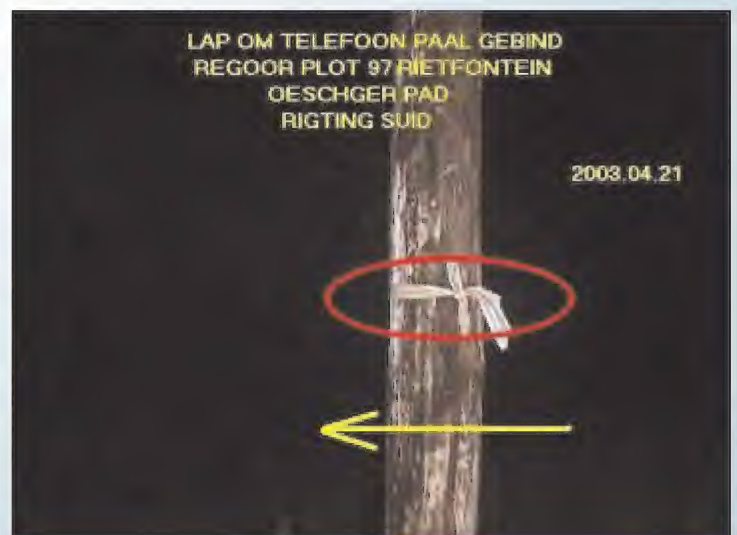 LAP OM TELEFOON PAAL GEBIND
REGOOR PLOT 97 RIETFONTEIN
OESCHGER PAD
RIGTING SUID
2003.04.21